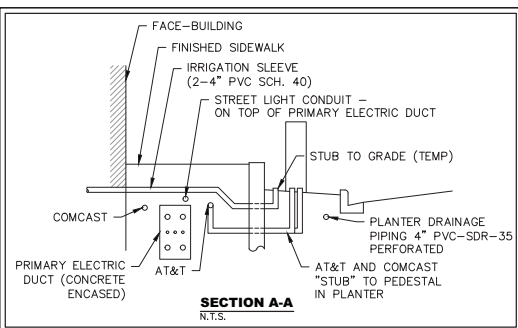 FACE-BUILDING
FINISHED SIDEWALK
IRRIGATION SLEEVE
(2-4" PVC SCH. 40)
STREET LIGHT CONDUIT –
ON TOP OF PRIMARY ELECTRIC DUCT
STUB TO GRADE (TEMP)
COMCAST
PRIMARY ELECTRIC
DUCT (CONCRETE
ENCASED)
AT&T
PLANTER DRAINAGE
PIPING 4" PVC-SDR-35
PERFORATED
AT&T AND COMCAST
"STUB" TO PEDESTAL
IN PLANTER
SECTION A-A
N.T.S.